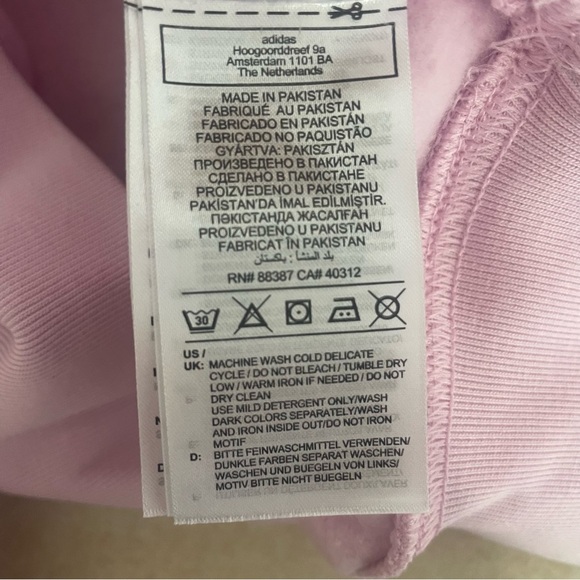 adidas
Hoogoorddreef 9a
Amsterdam 1101 BA
The Netherlands
MADE IN PAKISTAN
FABRIQUÉ AU PAKISTAN
FABRICADO EN PAKISTÁN
FABRICADO NO PAQUISTÃO
GYÁRTVA: PAKISZTÁN
ПРОИЗВЕДЕНО В ПАКИСТАН
СДЕЛАНО В ПАКИСТАНЕ
PROIZVEDENO U PAKISTANU
PAKİSTAN'DA İMAL EDİLMİŞTİR.
ПӘКІСТАНДА ЖАСАЛҒАН
PROIZVEDENO U PAKISTANU
FABRICAT ÎN PAKISTAN
بلد المنشأ: باكستان
RN# 88387 CA# 40312
30
US /
UK: MACHINE WASH COLD DELICATE
CYCLE / DO NOT BLEACH / TUMBLE DRY
LOW / WARM IRON IF NEEDED / DO NOT
DRY CLEAN
USE MILD DETERGENT ONLY/WASH
DARK COLORS SEPARATELY/WASH
AND IRON INSIDE OUT/DO NOT IRON
MOTIF
D: BITTE FEINWASCHMITTEL VERWENDEN/
DUNKLE FARBEN SEPARAT WASCHEN/
WASCHEN UND BUEGELN VON LINKS/
MOTIV BITTE NICHT BUEGELN